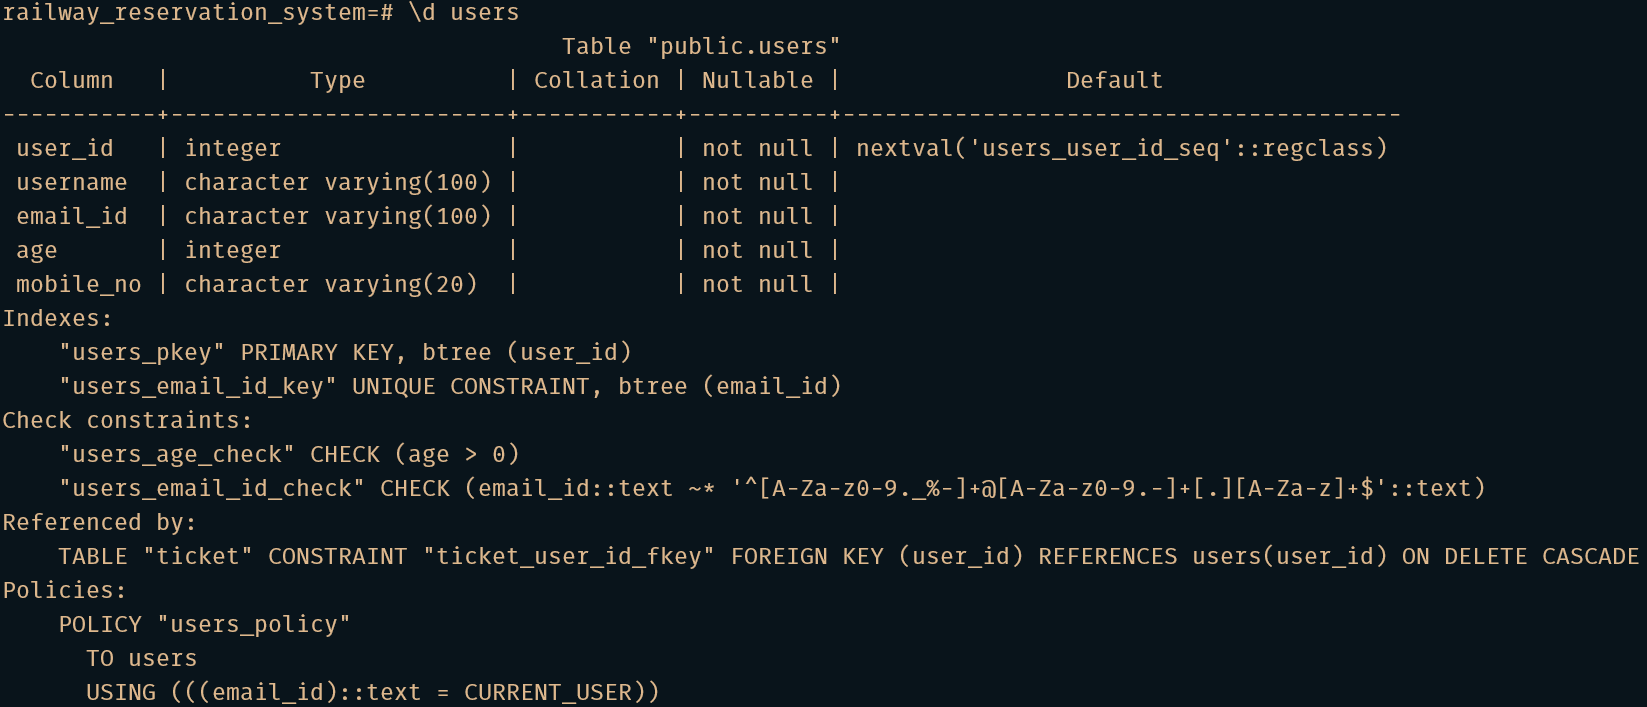 railway_reservation_system=# \d users
                                        Table "public.users"
  Column   |          Type          | Collation | Nullable |                Default
-----------+------------------------+-----------+----------+----------------------------------------
 user_id   | integer                |           | not null | nextval('users_user_id_seq'::regclass)
 username  | character varying(100) |           | not null |
 email_id  | character varying(100) |           | not null |
 age       | integer                |           | not null |
 mobile_no | character varying(20)  |           | not null |
Indexes:
    "users_pkey" PRIMARY KEY, btree (user_id)
    "users_email_id_key" UNIQUE CONSTRAINT, btree (email_id)
Check constraints:
    "users_age_check" CHECK (age > 0)
    "users_email_id_check" CHECK (email_id::text ~* '^[A-Za-z0-9._%-]+@[A-Za-z0-9.-]+[.][A-Za-z]+$'::text)
Referenced by:
    TABLE "ticket" CONSTRAINT "ticket_user_id_fkey" FOREIGN KEY (user_id) REFERENCES users(user_id) ON DELETE CASCADE
Policies:
    POLICY "users_policy"
      TO users
      USING (((email_id)::text = CURRENT_USER))